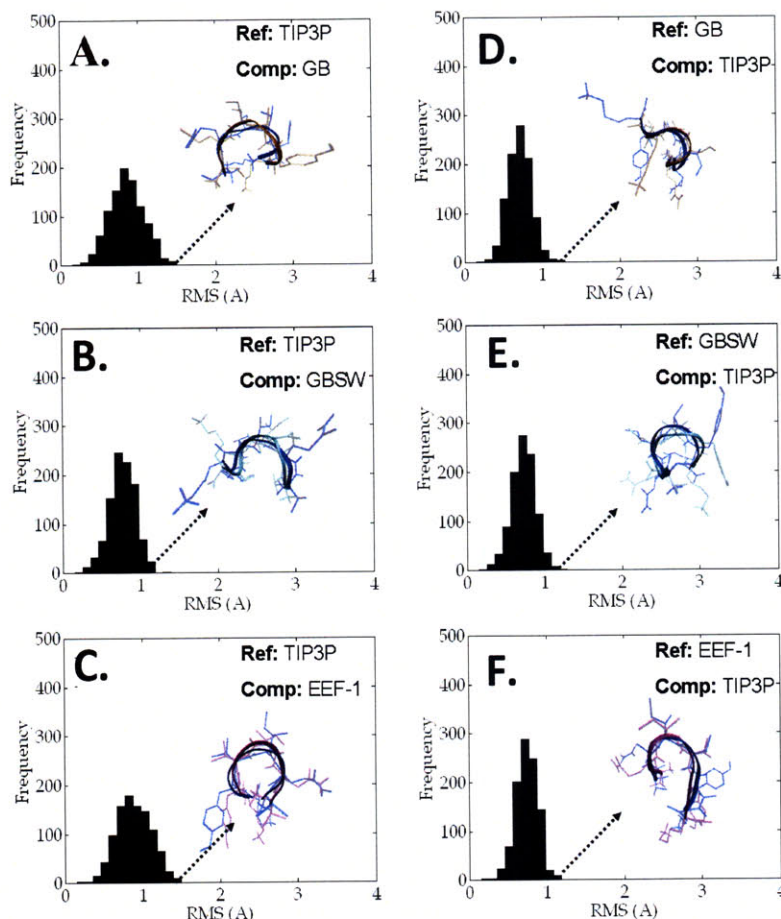 A.
Ref: TIP3P
Comp: GB
500
400
300
200
100
0
Frequency
0 1 2 3 4
RMS (A)
D.
Ref: GB
Comp: TIP3P
500
400
300
200
100
0
Frequency
0 1 2 3 4
RMS (A)
B.
Ref: TIP3P
Comp: GBSW
500
400
300
200
100
0
Frequency
0 1 2 3 4
RMS (A)
E.
Ref: GBSW
Comp: TIP3P
500
400
300
200
100
0
Frequency
0 1 2 3 4
RMS (A)
C.
Ref: TIP3P
Comp: EEF-1
500
400
300
200
100
0
Frequency
0 1 2 3 4
RMS (A)
F.
Ref: EEF-1
Comp: TIP3P
500
400
300
200
100
0
Frequency
0 1 2 3 4
RMS (A)